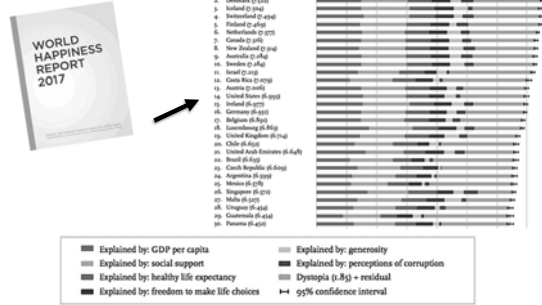 WORLD
HAPPINESS
REPORT
2017
3. Iceland (7.504)
4. Switzerland (7.494)
5. Finland (7.469)
6. Netherlands (7.377)
7. Canada (7.316)
8. New Zealand (7.314)
9. Australia (7.284)
10. Sweden (7.284)
11. Israel (7.213)
12. Costa Rica (7.079)
13. Austria (7.006)
14. United States (6.993)
15. Ireland (6.977)
16. Germany (6.951)
17. Belgium (6.891)
18. Luxembourg (6.863)
19. United Kingdom (6.714)
20. Chile (6.652)
21. United Arab Emirates (6.648)
22. Brazil (6.635)
23. Czech Republic (6.609)
24. Argentina (6.599)
25. Mexico (6.578)
26. Singapore (6.572)
27. Malta (6.527)
28. Uruguay (6.454)
29. Guatemala (6.454)
30. Panama (6.452)
Explained by: GDP per capita
Explained by: social support
Explained by: healthy life expectancy
Explained by: freedom to make life choices
Explained by: generosity
Explained by: perceptions of corruption
Dystopia (1.85) + residual
95% confidence interval